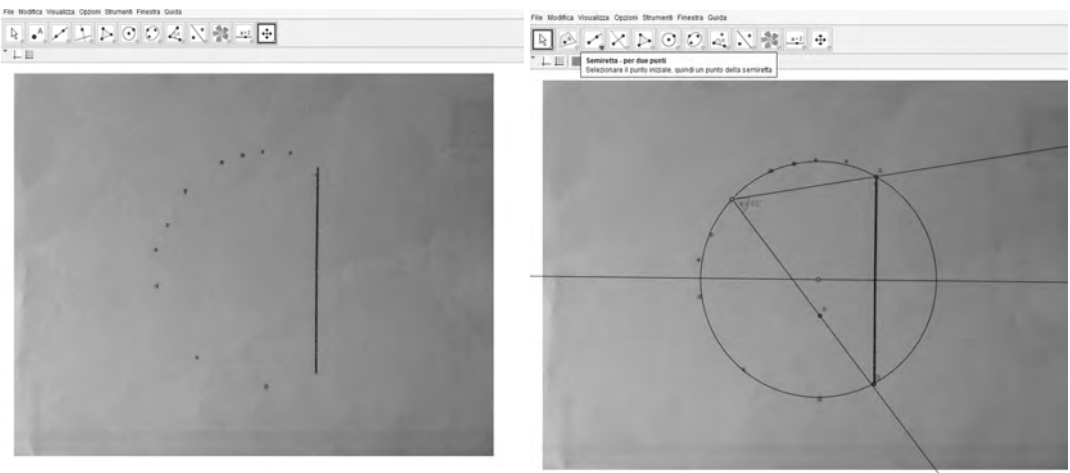 File Modifica Visualizza Opzioni Strumenti Finestra Guida
File Modifica Visualizza Opzioni Strumenti Finestra Guida
Semiretta - per due punti
Selezionare il punto iniziale, quindi un punto della semiretta